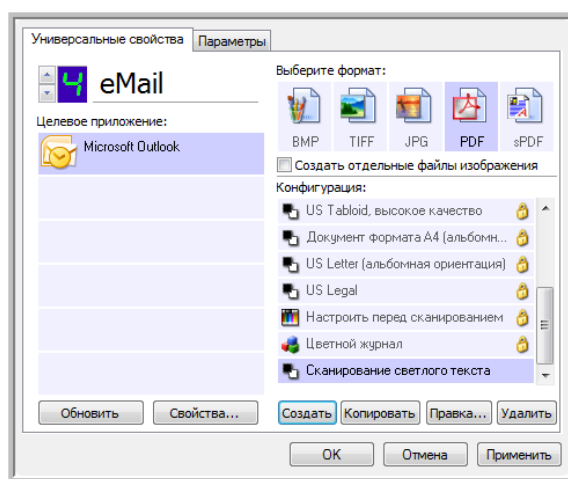 Универсальные свойства Параметры
4 eMail
Выберите формат:
BMP TIFF JPG PDF sPDF
Целевое приложение:
Microsoft Outlook
Создать отдельные файлы изображения
Конфигурация:
US Tabloid, высокое качество
Документ формата A4 (альбомн...
US Letter (альбомная ориентация)
US Legal
Настроить перед сканированием
Цветной журнал
Сканирование светлого текста
Обновить Свойства... Создать Копировать Правка... Удалить
OK Отмена Применить